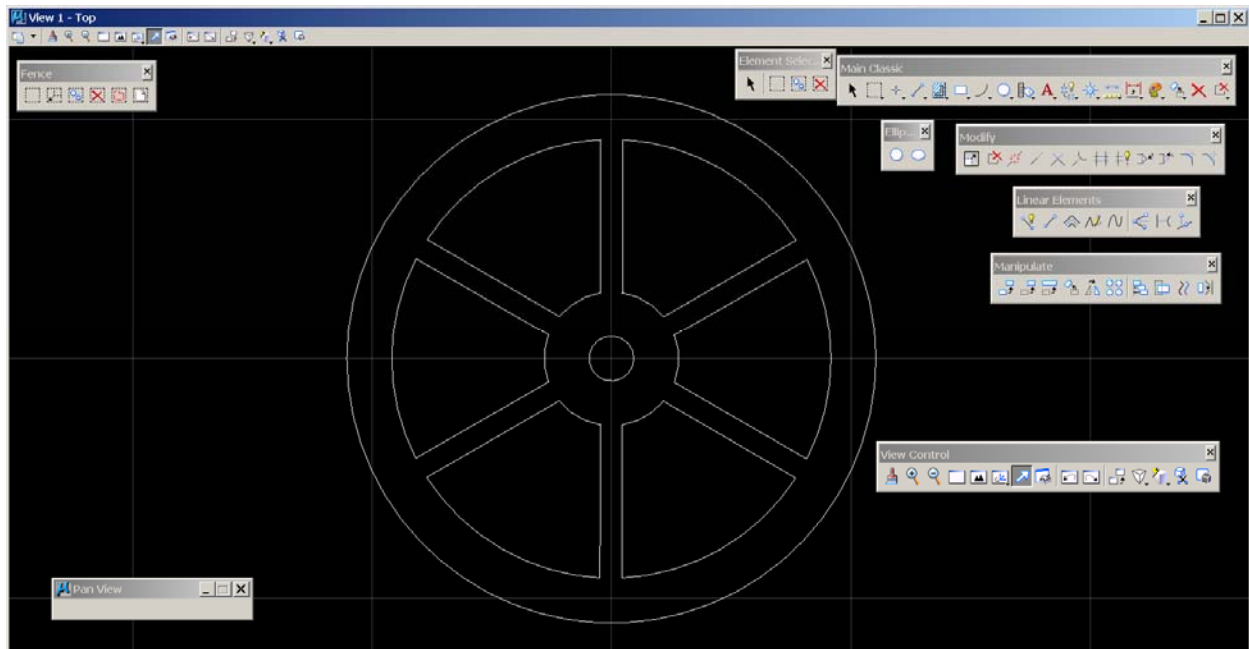 View 1 - Top
Fence
Element Selec...
Main Classic
Ellip...
Modify
Linear Elements
Manipulate
View Control
Pan View